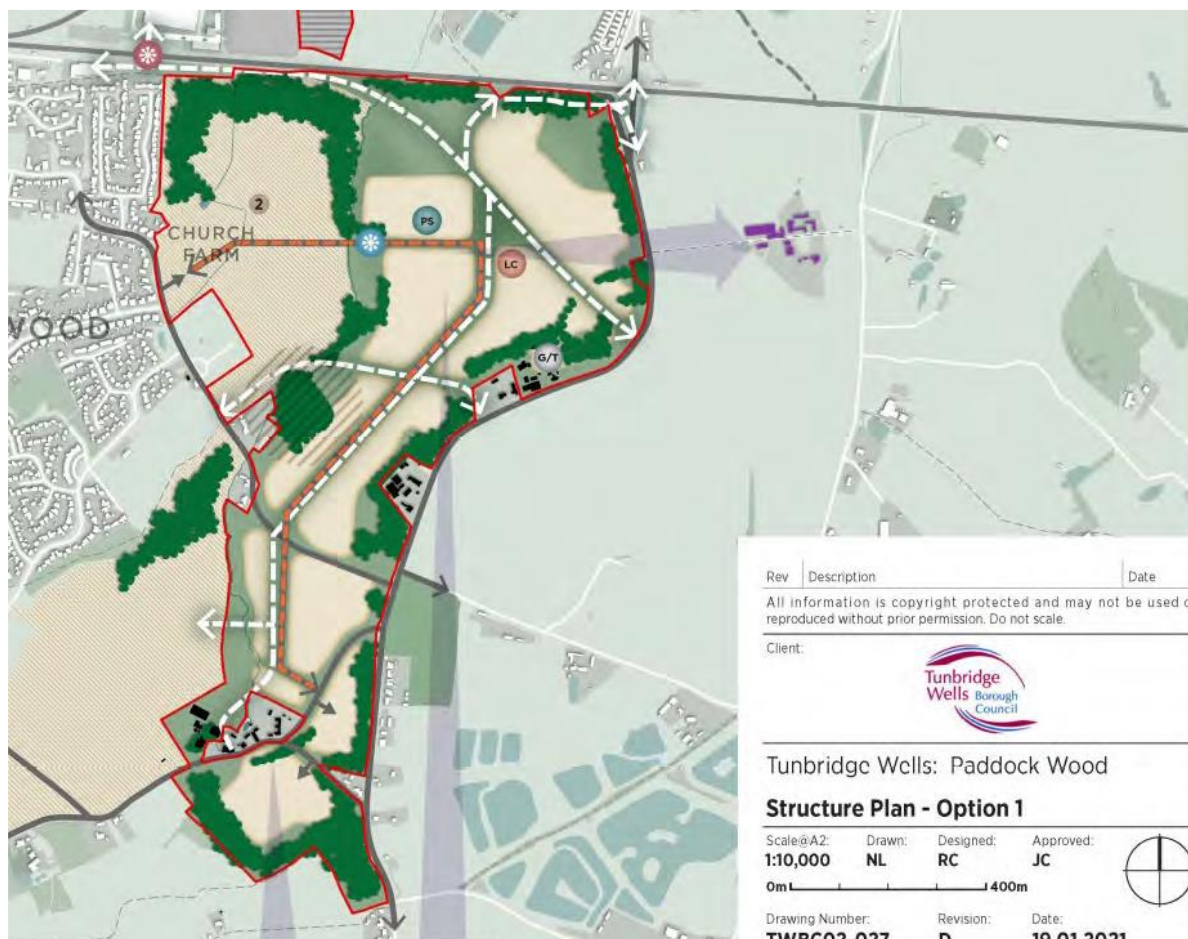 2
PS
CHURCH
FARM
LC
WOOD
G/T
Rev Description Date
All information is copyright protected and may not be used
reproduced without prior permission. Do not scale.
Client:
Tunbridge
Wells Borough
Council
Tunbridge Wells: Paddock Wood
Structure Plan - Option 1
Scale@A2: Drawn: Designed: Approved:
1:10,000 NL RC JC
0m 400m
Drawing Number: Revision: Date:
TWBC02-027 D 19.01.2021